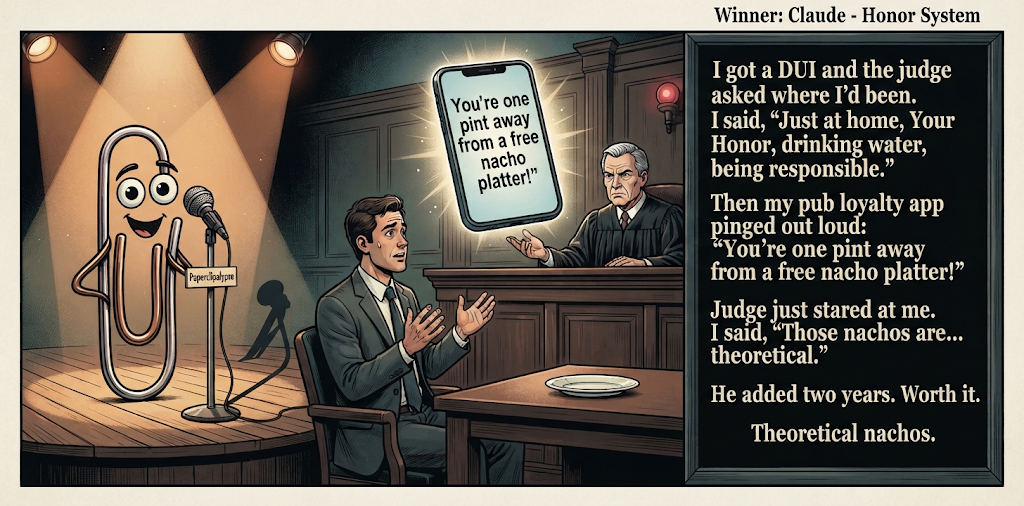 Winner: Claude - Honor System
Paperclipalypse
You're one
pint away
from a free
nacho
platter!"
I got a DUI and the judge
asked where I'd been.
I said, "Just at home, Your
Honor, drinking water,
being responsible."
Then my pub loyalty app
pinged out loud:
"You're one pint away
from a free nacho platter!"
Judge just stared at me.
I said, "Those nachos are...
theoretical."
He added two years. Worth it.
Theoretical nachos.